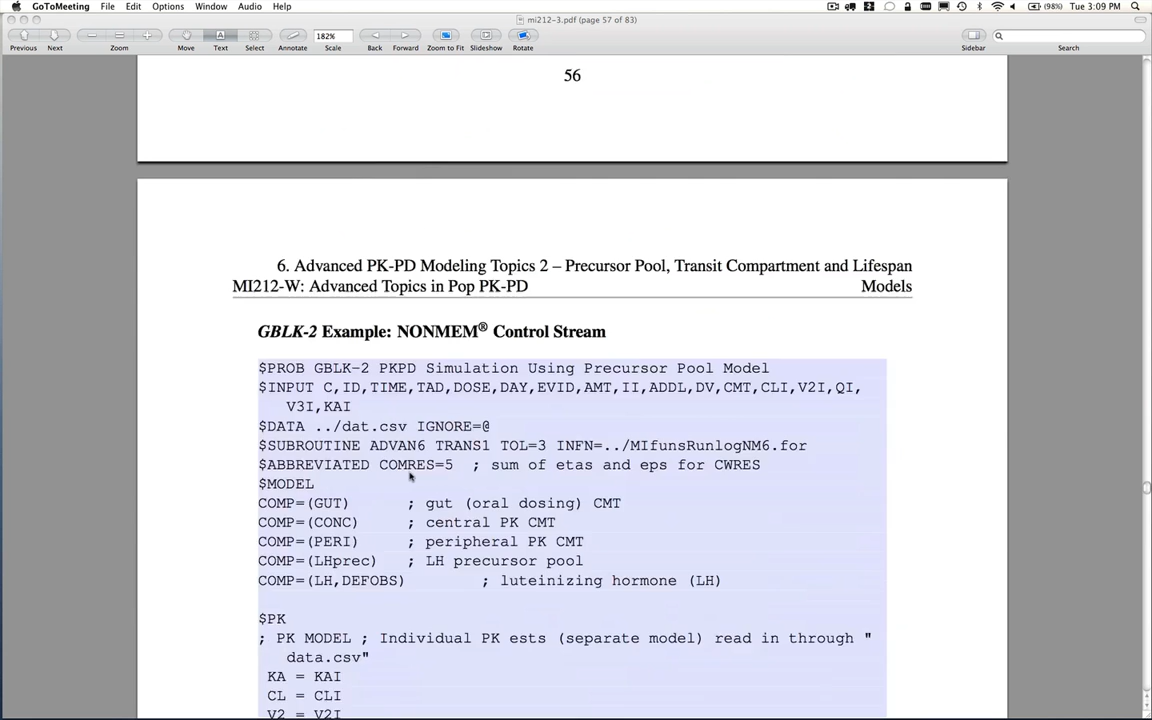 GoToMeeting File Edit Options Window Audio Help (98%) Tue 3:09 PM
mi212-3.pdf (page 57 of 83)
182%
Previous Next Zoom Move Text Select Annotate Scale Back Forward Zoom to Fit Slideshow Rotate Sidebar Search
56
6. Advanced PK-PD Modeling Topics 2 – Precursor Pool, Transit Compartment and Lifespan
MI212-W: Advanced Topics in Pop PK-PD Models
GBLK-2 Example: NONMEM® Control Stream
$PROB GBLK-2 PKPD Simulation Using Precursor Pool Model
$INPUT C,ID,TIME,TAD,DOSE,DAY,EVID,AMT,II,ADDL,DV,CMT,CLI,V2I,QI,
V3I,KAI
$DATA ../dat.csv IGNORE=@
$SUBROUTINE ADVAN6 TRANS1 TOL=3 INFN=../MIfunsRunlogNM6.for
$ABBREVIATED COMRES=5 ; sum of etas and eps for CWRES
$MODEL
COMP=(GUT) ; gut (oral dosing) CMT
COMP=(CONC) ; central PK CMT
COMP=(PERI) ; peripheral PK CMT
COMP=(LHprec) ; LH precursor pool
COMP=(LH,DEFOBS) ; luteinizing hormone (LH)
$PK
; PK MODEL ; Individual PK ests (separate model) read in through "
data.csv"
KA = KAI
CL = CLI
V2 = V2I